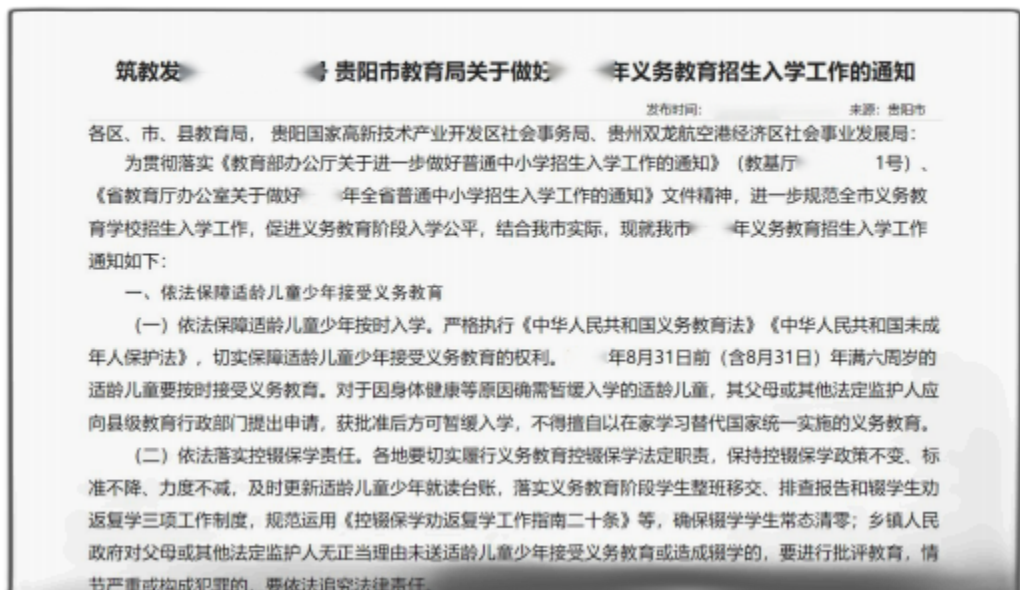 筑教发 贵阳市教育局关于做好 年义务教育招生入学工作的通知
发布时间： 来源：贵阳市
各区、市、县教育局， 贵阳国家高新技术产业开发区社会事务局、贵州双龙航空港经济区社会事业发展局：
为贯彻落实《教育部办公厅关于进一步做好普通中小学招生入学工作的通知》（教基厅 1号）、
《省教育厅办公室关于做好 年全省普通中小学招生入学工作的通知》文件精神，进一步规范全市义务教
育学校招生入学工作，促进义务教育阶段入学公平，结合我市实际，现就我市 年义务教育招生入学工作
通知如下：
一、依法保障适龄儿童少年接受义务教育
（一）依法保障适龄儿童少年按时入学。严格执行《中华人民共和国义务教育法》《中华人民共和国未成
年人保护法》，切实保障适龄儿童少年接受义务教育的权利。 年8月31日前（含8月31日）年满六周岁的
适龄儿童要按时接受义务教育。对于因身体健康等原因确需暂缓入学的适龄儿童，其父母或其他法定监护人应
向县级教育行政部门提出申请，获批准后方可暂缓入学，不得擅自以在家学习替代国家统一实施的义务教育。
（二）依法落实控辍保学责任。各地要切实履行义务教育控辍保学法定职责，保持控辍保学政策不变、标
准不降、力度不减，及时更新适龄儿童少年就读台账，落实义务教育阶段学生整班移交、排查报告和辍学生劝
返复学三项工作制度，规范运用《控辍保学劝返复学工作指南二十条》等，确保辍学学生常态清零；乡镇人民
政府对父母或其他法定监护人无正当理由未送适龄儿童少年接受义务教育或造成辍学的，要进行批评教育，情
节严重或构成犯罪的，要依法追究法律责任。